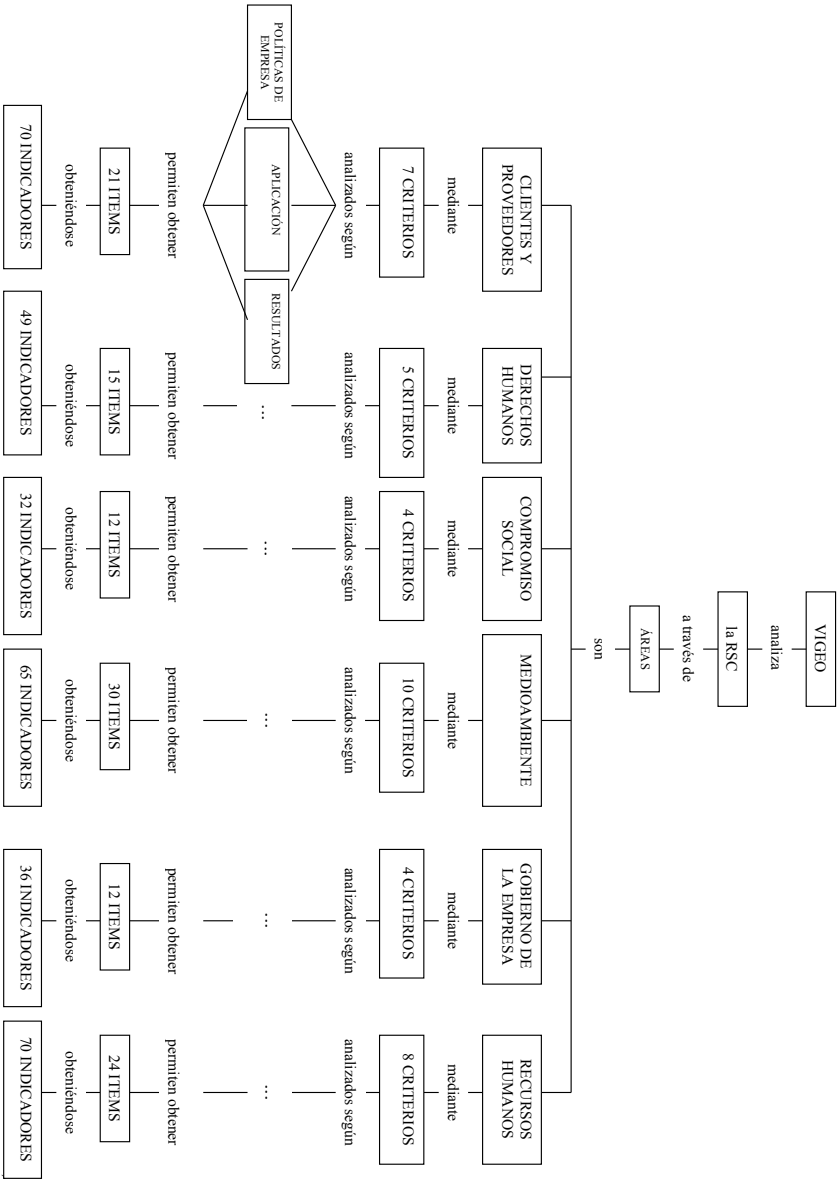 VIGEO
analiza
la RSC
a través de
ÁREAS
son
CLIENTES Y
PROVEEDORES
DERECHOS
HUMANOS
COMPROMISO
SOCIAL
MEDIOAMBIENTE
GOBIERNO DE
LA EMPRESA
RECURSOS
HUMANOS
mediante
mediante
mediante
mediante
mediante
mediante
7 CRITERIOS
5 CRITERIOS
4 CRITERIOS
10 CRITERIOS
4 CRITERIOS
8 CRITERIOS
analizados según
analizados según
analizados según
analizados según
analizados según
analizados según
POLÍTICAS DE
EMPRESA
APLICACIÓN
RESULTADOS
...
...
...
...
...
permiten obtener
permiten obtener
permiten obtener
permiten obtener
permiten obtener
permiten obtener
21 ITEMS
15 ITEMS
12 ITEMS
30 ITEMS
12 ITEMS
24 ITEMS
obteniéndose
obteniéndose
obteniéndose
obteniéndose
obteniéndose
obteniéndose
70 INDICADORES
49 INDICADORES
32 INDICADORES
65 INDICADORES
36 INDICADORES
70 INDICADORES